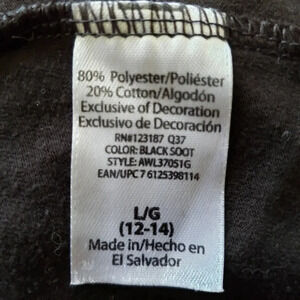 80% Polyester/Poliéster
20% Cotton/Algodón
Exclusive of Decoration
Exclusivo de Decoración
RN#123187 Q37
COLOR: BLACK SOOT
STYLE: AWL37051G
EAN/UPC 7 6125398114
L/G
(12-14)
Made in/Hecho en
El Salvador